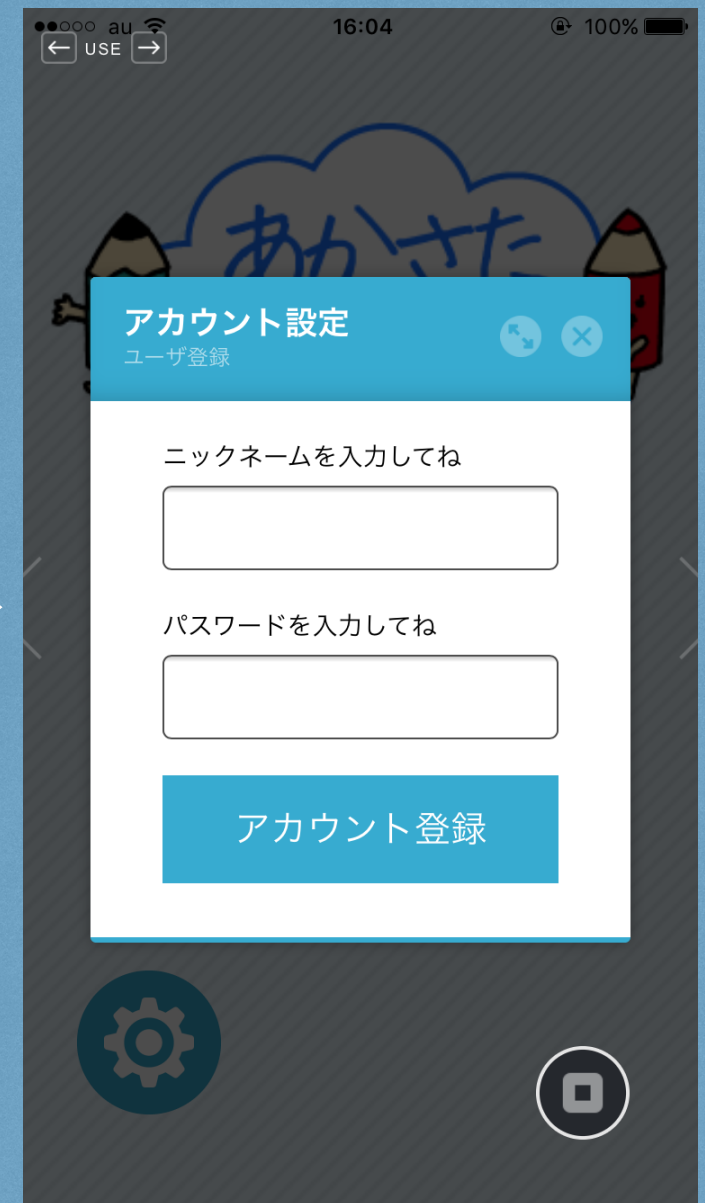 au 16:04 100%
← USE →
あかさた
アカウント設定
ユーザ登録
ニックネームを入力してね
パスワードを入力してね
アカウント登録